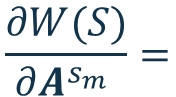 ∂W(S)/∂𝑨^{s_m} =